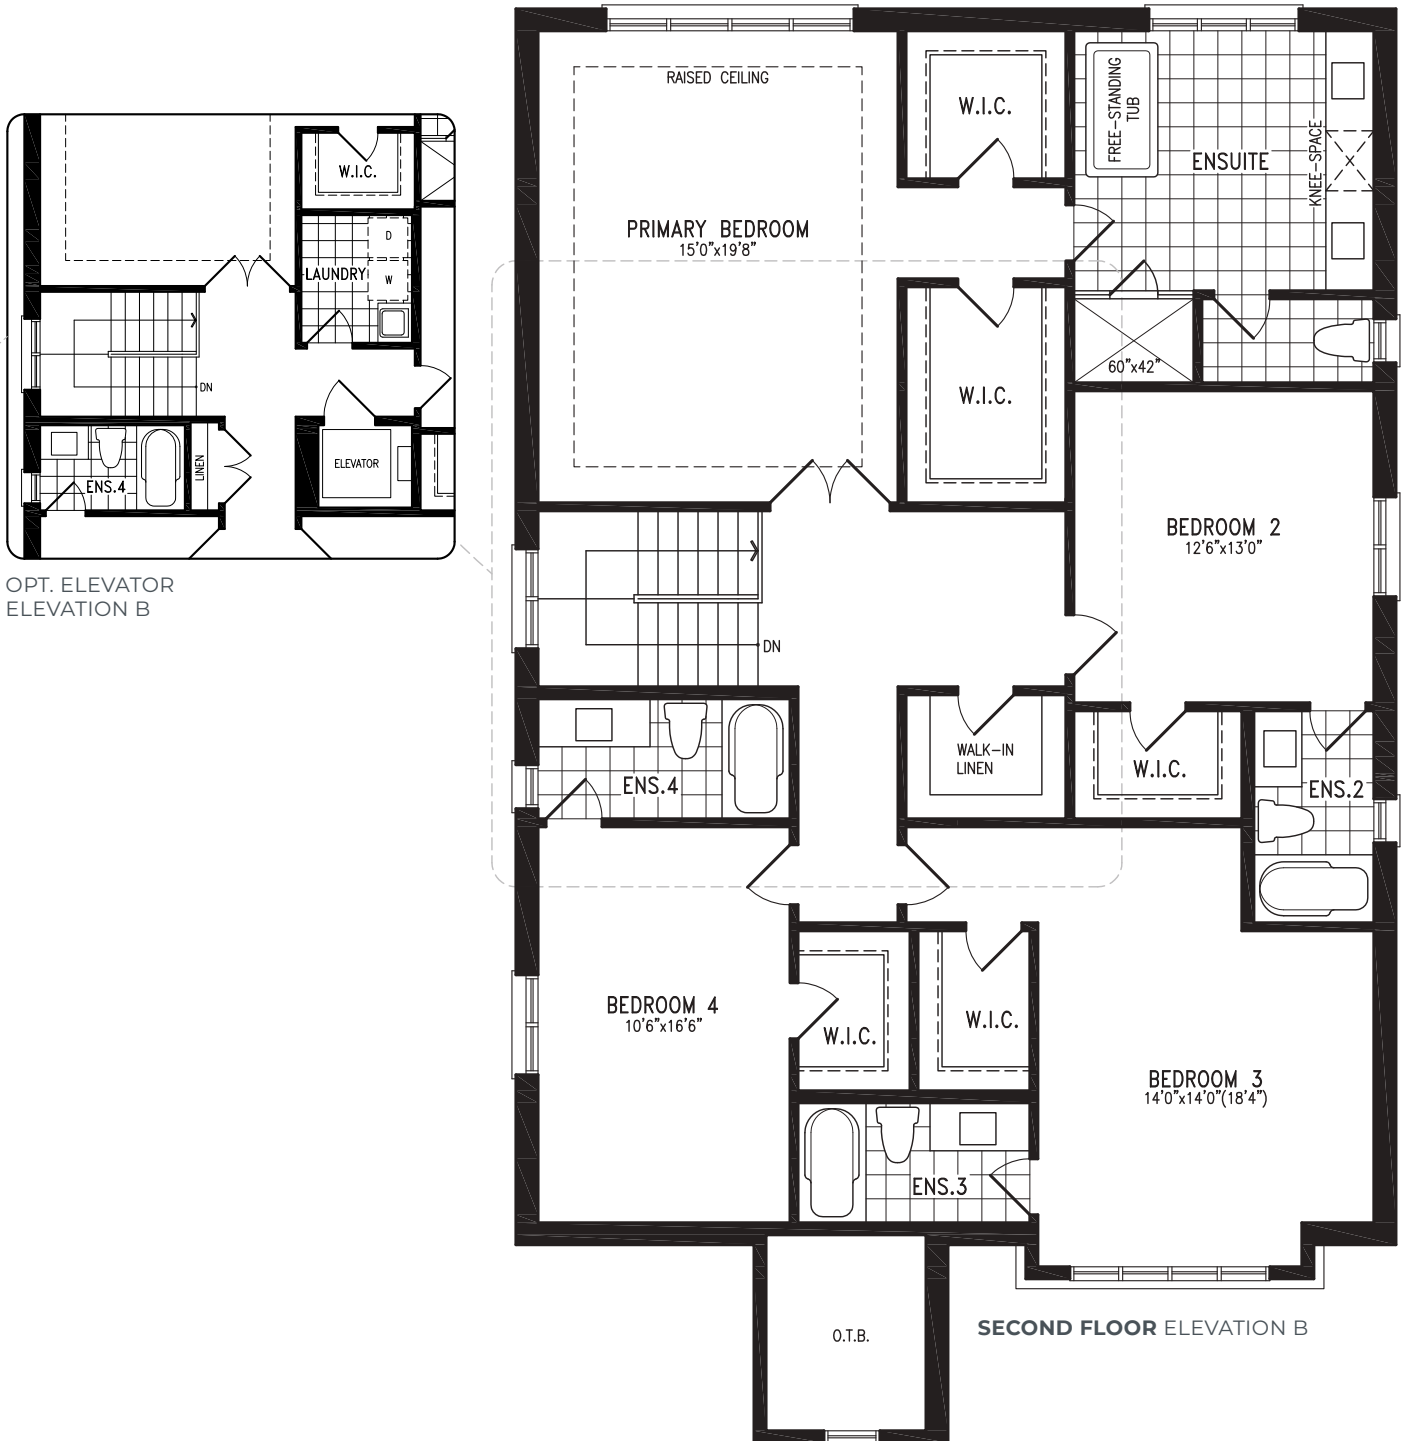 RAISED CEILING
W.I.C.
FREE-STANDING
TUB
ENSUITE
KNEE-SPACE
PRIMARY BEDROOM
15'0"x19'8"
W.I.C.
60"x42"
BEDROOM 2
12'6"x13'0"
DN
WALK-IN
LINEN
W.I.C.
ENS.2
ENS.4
BEDROOM 4
10'6"x16'6"
W.I.C.
W.I.C.
BEDROOM 3
14'0"x14'0"(18'4")
ENS.3
O.T.B.
SECOND FLOOR ELEVATION B
W.I.C.
D
LAUNDRY
W
DN
LINEN
ELEVATOR
ENS.4
OPT. ELEVATOR
ELEVATION B